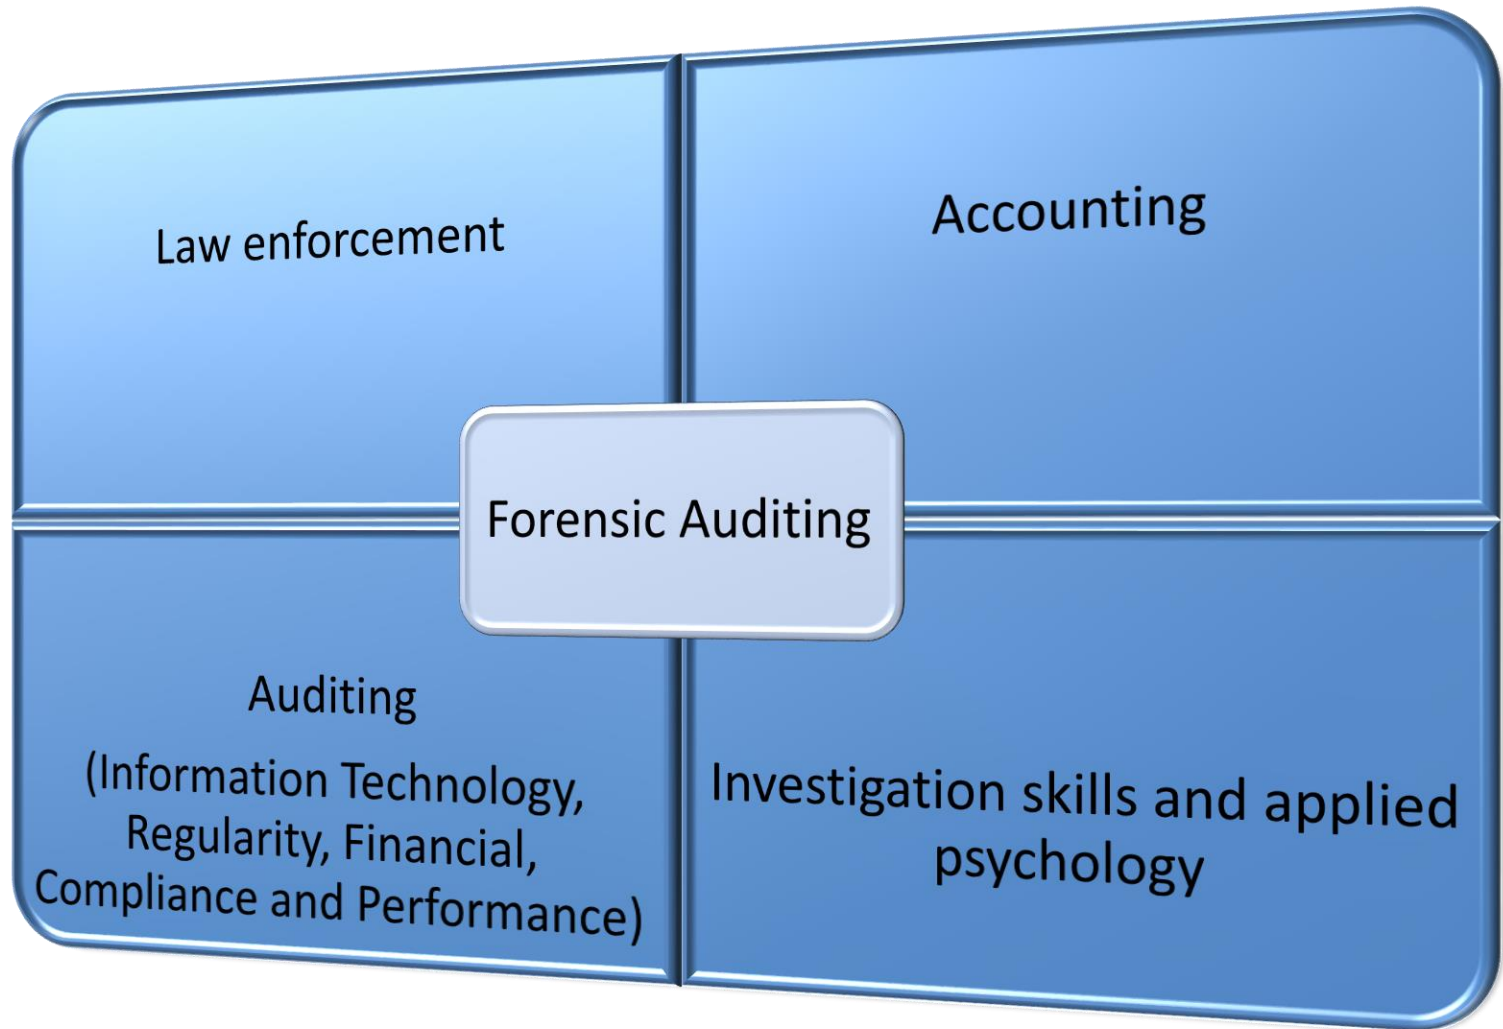 Law enforcement
Accounting
Forensic Auditing
Auditing
(Information Technology,
Regularity, Financial,
Compliance and Performance)
Investigation skills and applied
psychology